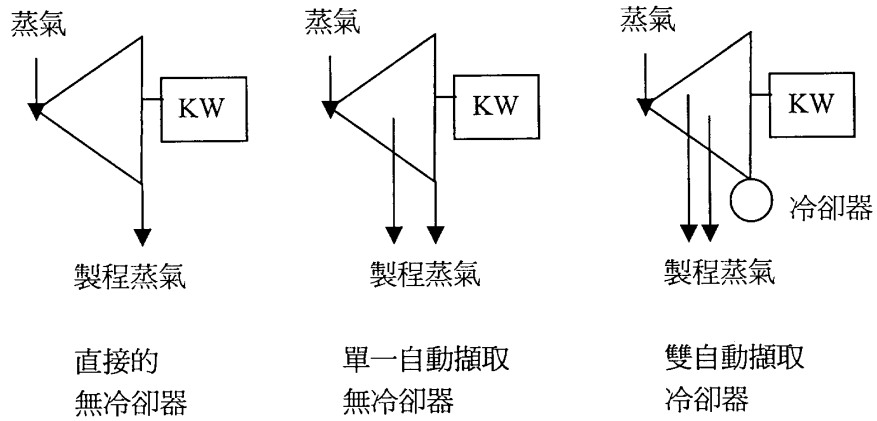 蒸氣
KW
製程蒸氣
直接的
無冷卻器
蒸氣
KW
製程蒸氣
單一自動擷取
無冷卻器
蒸氣
KW
冷卻器
製程蒸氣
雙自動擷取
冷卻器